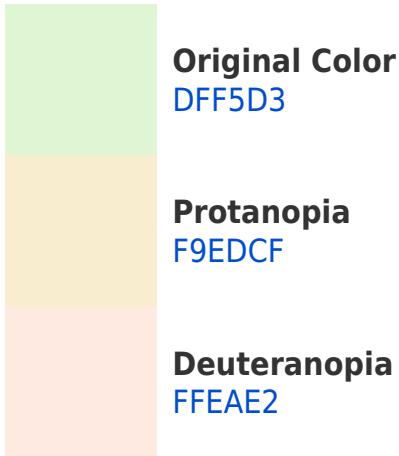 Original Color
DFF5D3
Protanopia
F9EDCF
Deuteranopia
FFEAE2